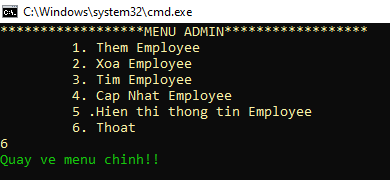 C:\Windows\system32\cmd.exe
******************MENU ADMIN******************
1. Them Employee
2. Xoa Employee
3. Tim Employee
4. Cap Nhat Employee
5 .Hien thi thong tin Employee
6. Thoat
6
Quay ve menu chinh!!